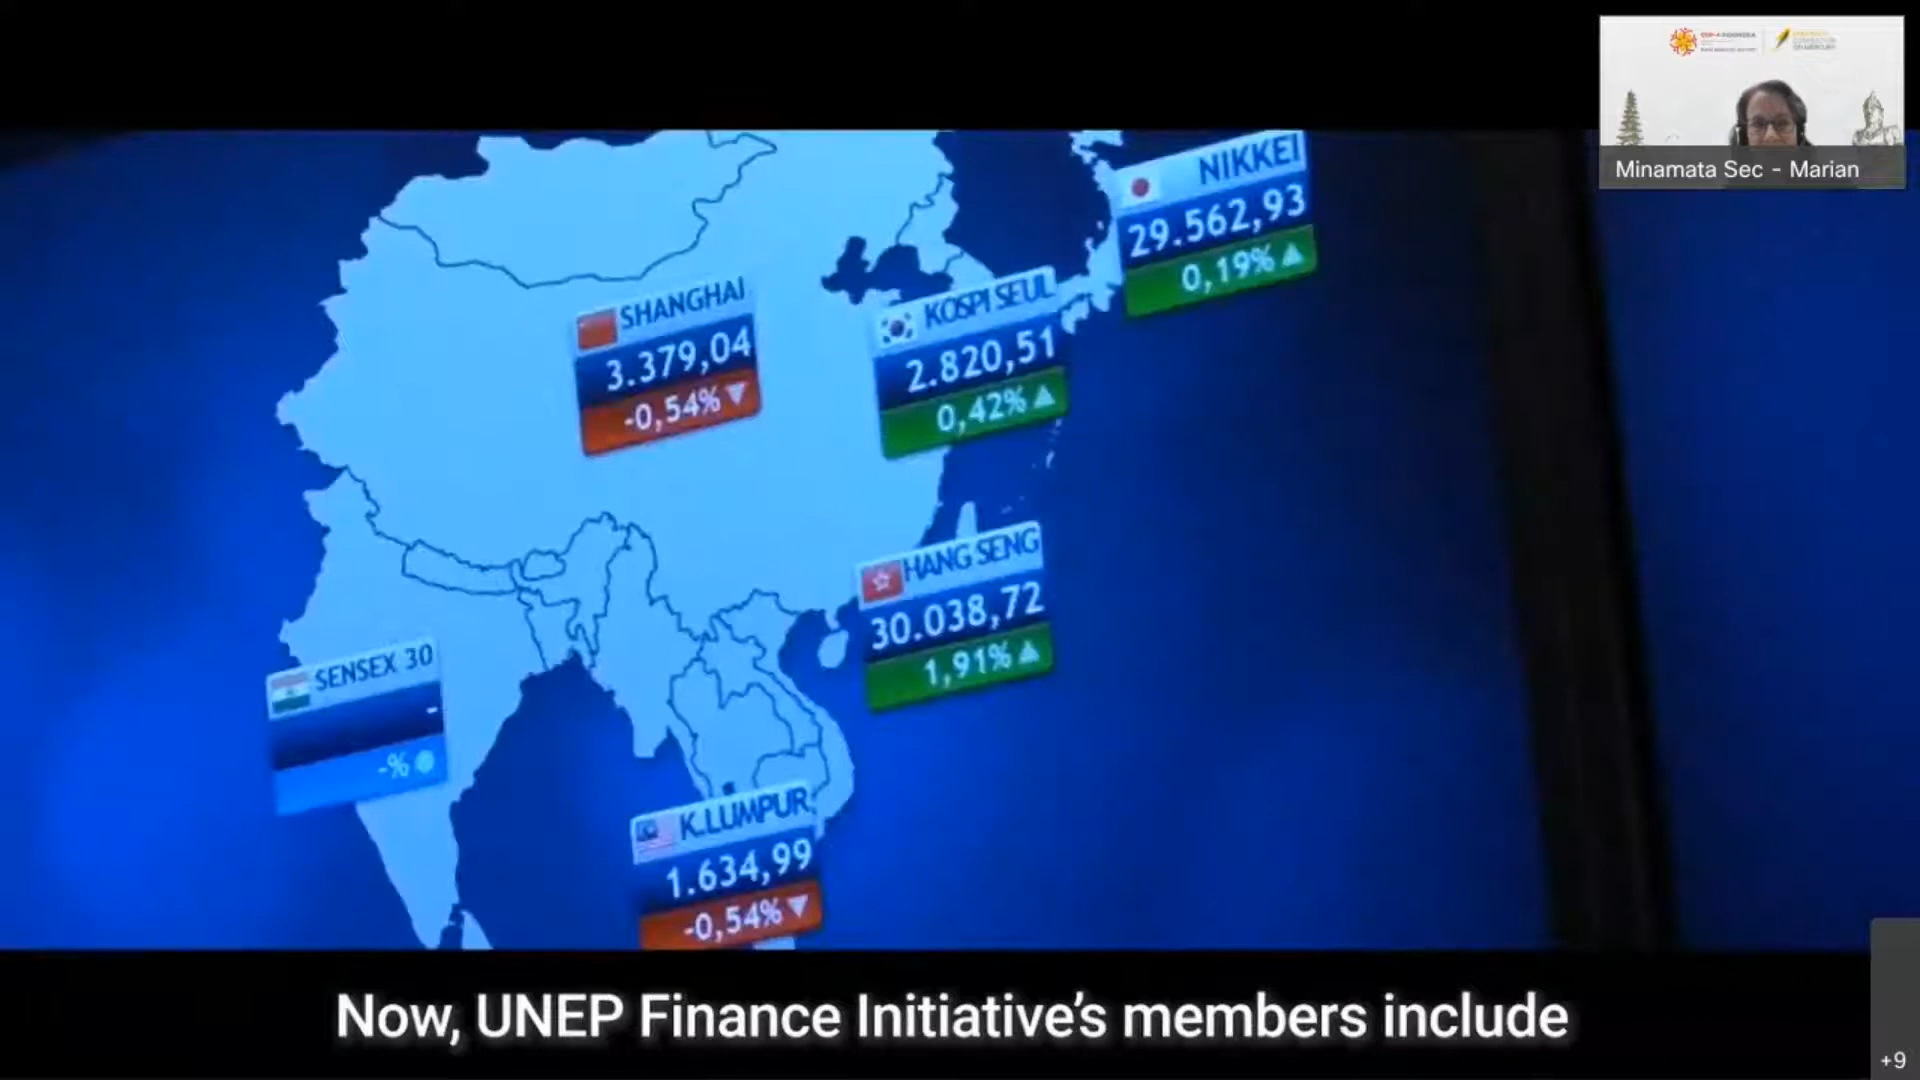 Minamata Sec - Marian
NIKKEI
29.562,93
0,19%
SHANGHAI
3.379,04
-0,54%
KOSPI SEUL
2.820,51
0,42%
HANG SENG
30.038,72
1,91%
SENSEX 30
-
-%
K.LUMPUR
1.634,99
-0,54%
Now, UNEP Finance Initiative’s members include
+9